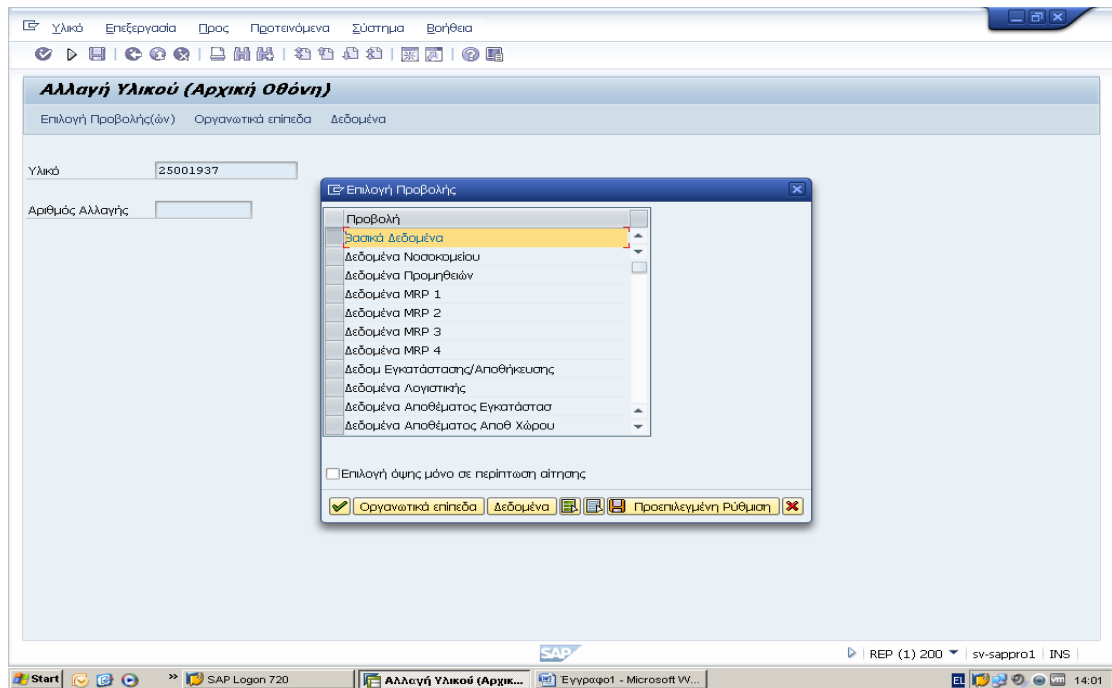 Υλικό Επεξεργασία Προς Προτεινόμενα Σύστημα Βοήθεια
Αλλαγή Υλικού (Αρχική Οθόνη)
Επιλογή Προβολής(ών) Οργανωτικά επίπεδα Δεδομένα
Υλικό 25001937
Αριθμός Αλλαγής
Επιλογή Προβολής
Προβολή
Βασικά Δεδομένα
Δεδομένα Νοσοκομείου
Δεδομένα Προμηθειών
Δεδομένα MRP 1
Δεδομένα MRP 2
Δεδομένα MRP 3
Δεδομένα MRP 4
Δεδομ Εγκατάστασης/Αποθήκευσης
Δεδομένα Λογιστικής
Δεδομένα Αποθέματος Εγκατάστασ
Δεδομένα Αποθέματος Αποθ Χώρου
Επιλογή όψης μόνο σε περίπτωση αίτησης
Οργανωτικά επίπεδα Δεδομένα Προεπιλεγμένη Ρύθμιση
SAP
REP (1) 200 sv-sappro1 INS
Start » SAP Logon 720 Αλλαγή Υλικού (Αρχικ... Έγγραφο1 - Microsoft W... EL 14:01